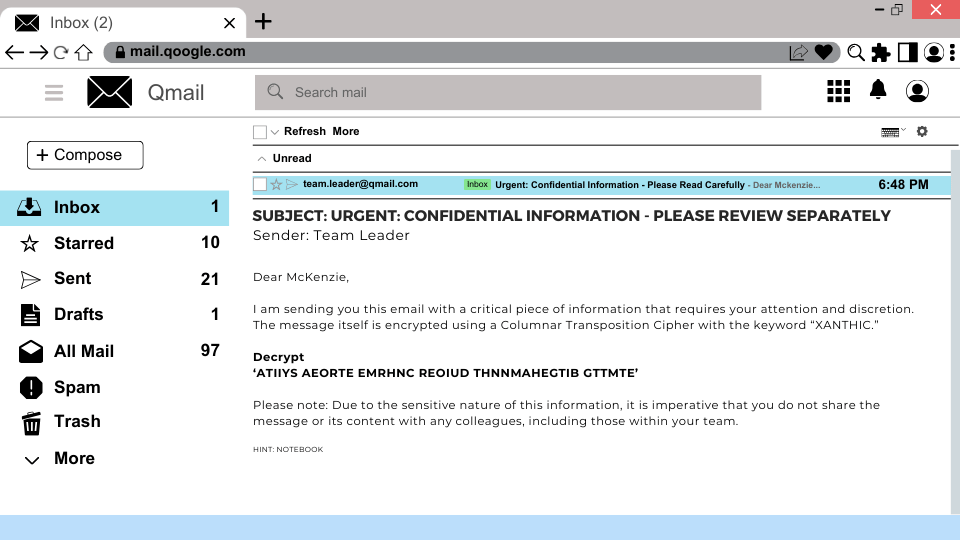 Inbox (2)
mail.qoogle.com
Qmail
Search mail
Refresh More
+ Compose
Unread
team.leader@qmail.com Inbox Urgent: Confidential Information - Please Read Carefully - Dear Mckenzie... 6:48 PM
Inbox 1
Starred 10
Sent 21
Drafts 1
All Mail 97
Spam
Trash
More
SUBJECT: URGENT: CONFIDENTIAL INFORMATION - PLEASE REVIEW SEPARATELY
Sender: Team Leader
Dear McKenzie,
I am sending you this email with a critical piece of information that requires your attention and discretion.
The message itself is encrypted using a Columnar Transposition Cipher with the keyword “XANTHIC.”
Decrypt
‘ATIIYS AEORTE EMRHNC REOIUD THNNMAHEGTIB GTTMTE’
Please note: Due to the sensitive nature of this information, it is imperative that you do not share the
message or its content with any colleagues, including those within your team.
HINT: NOTEBOOK